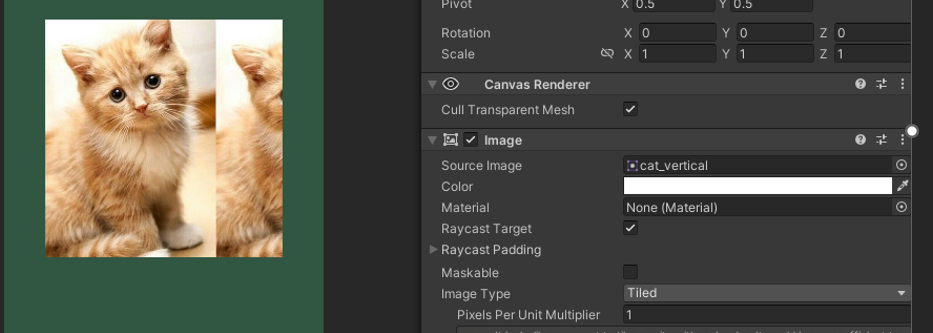 Pivot X 0.5 Y 0.5
Rotation X 0 Y 0 Z 0
Scale X 1 Y 1 Z 1
Canvas Renderer
Cull Transparent Mesh
Image
Source Image cat_vertical
Color
Material None (Material)
Raycast Target
Raycast Padding
Maskable
Image Type Tiled
Pixels Per Unit Multiplier 1